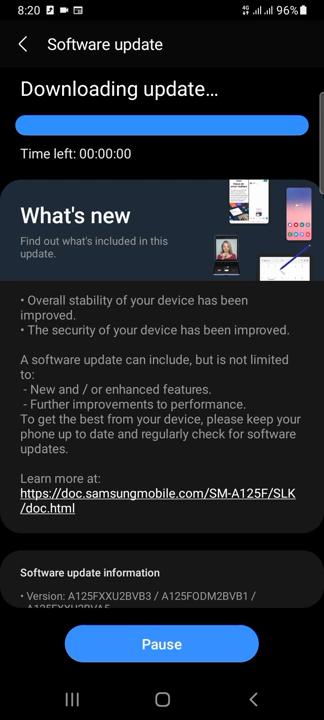 8:20
4G
96%
Software update
Downloading update...
Time left: 00:00:00
What's new
Find out what's included in this
update.
• Overall stability of your device has been
improved.
• The security of your device has been improved.
A software update can include, but is not limited
to:
- New and / or enhanced features.
- Further improvements to performance.
To get the best from your device, please keep your
phone up to date and regularly check for software
updates.
Learn more at:
https://doc.samsungmobile.com/SM-A125F/SLK
/doc.html
Software update information
• Version: A125FXXU2BVB3 / A125FODM2BVB1 /
A125FXXU2BVA5
Pause